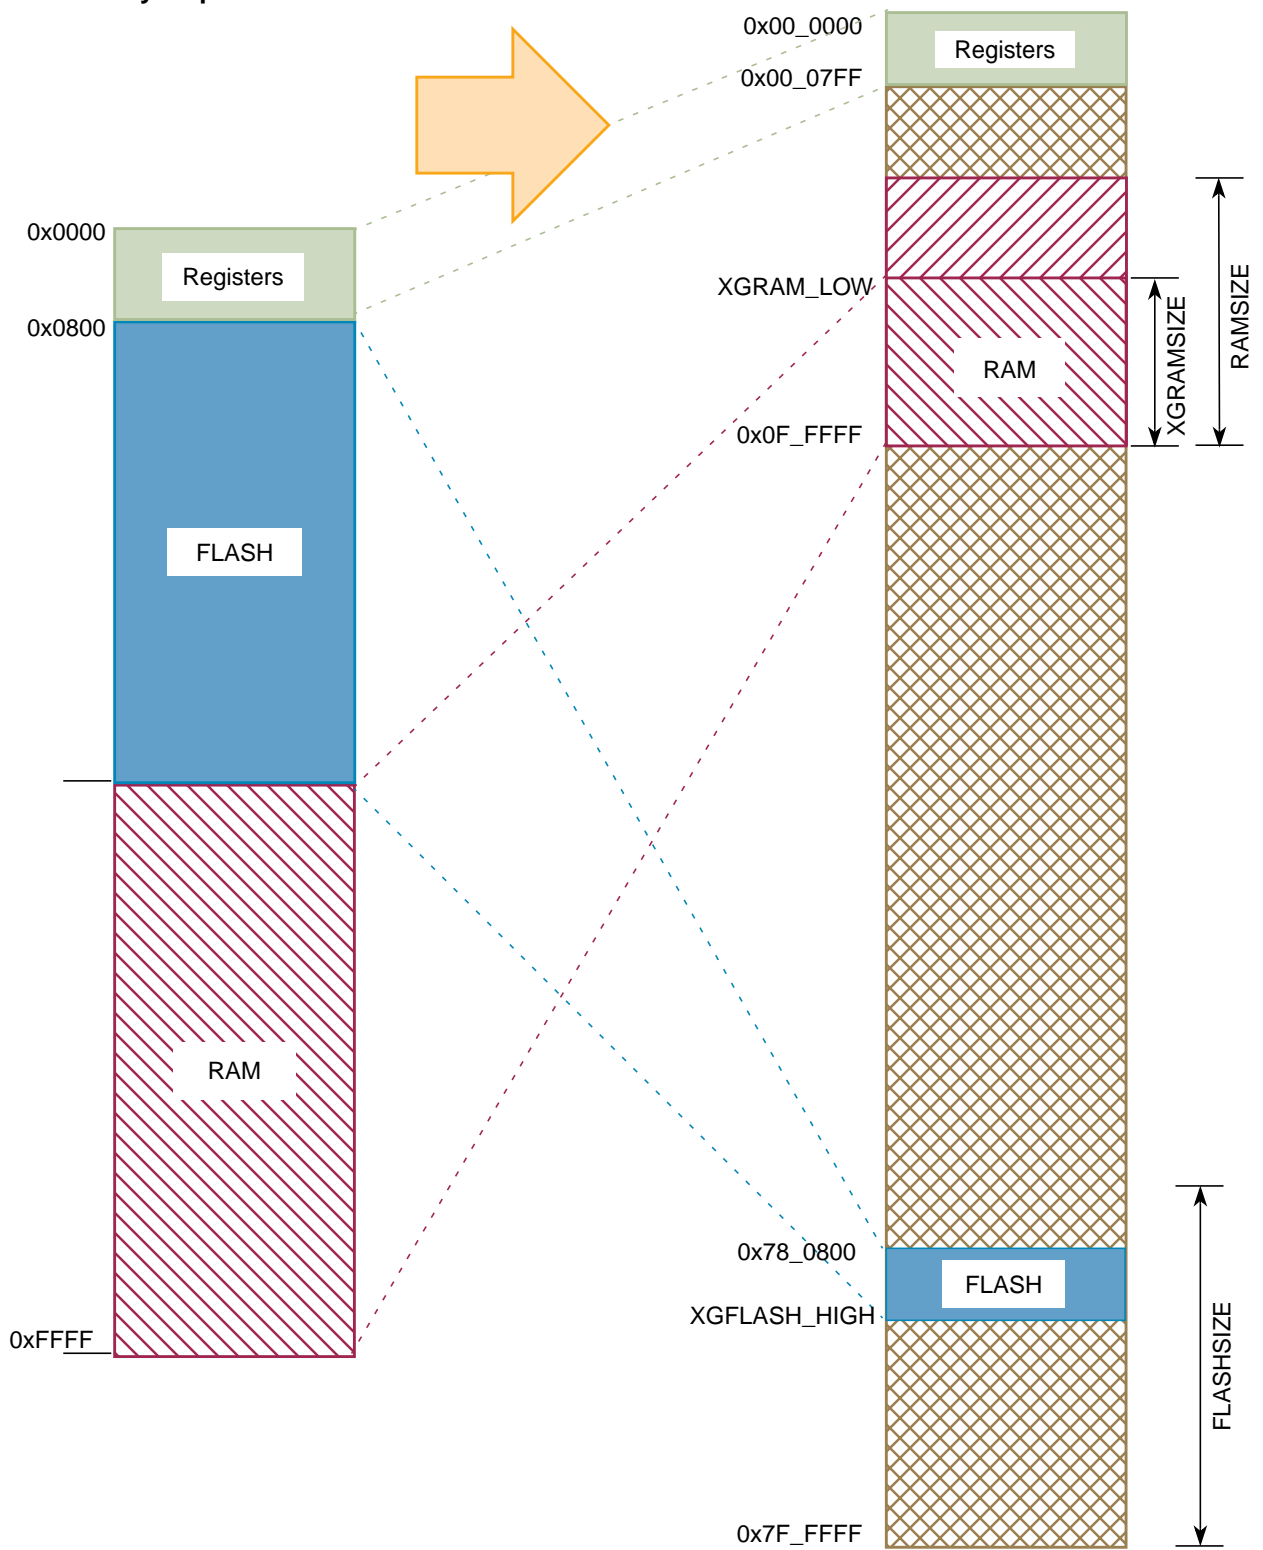 0x00_0000
Registers
0x00_07FF
0x0000
Registers
0x0800
XGRAM_LOW
RAM
XGRAMSIZE
RAMSIZE
0x0F_FFFF
FLASH
RAM
0x78_0800
FLASH
XGFLASH_HIGH
FLASHSIZE
0xFFFF
0x7F_FFFF